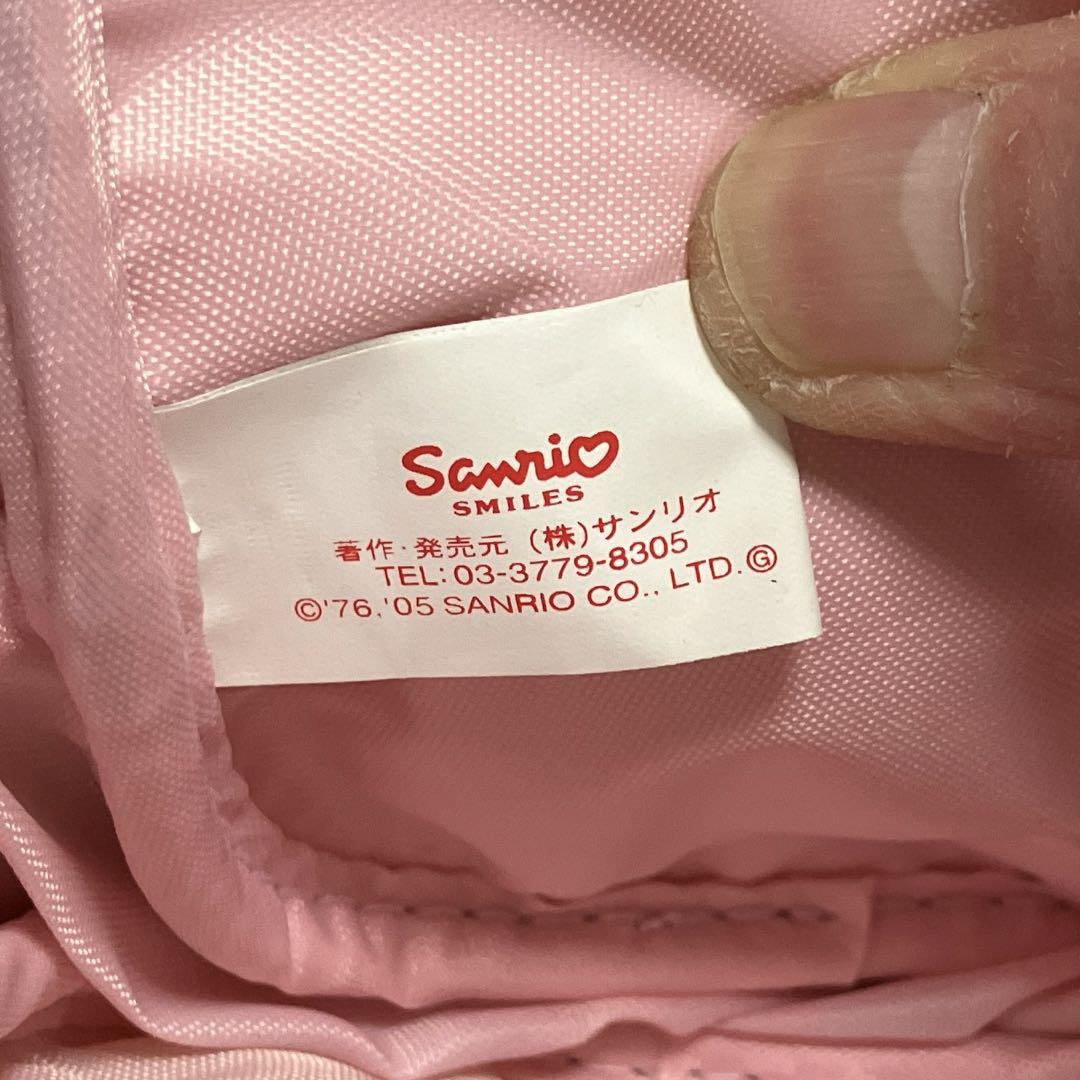 Sanrio
SMILES
著作・発売元 (株)サンリオ
TEL:03-3779-8305
©'76,'05 SANRIO CO., LTD.Ⓖ